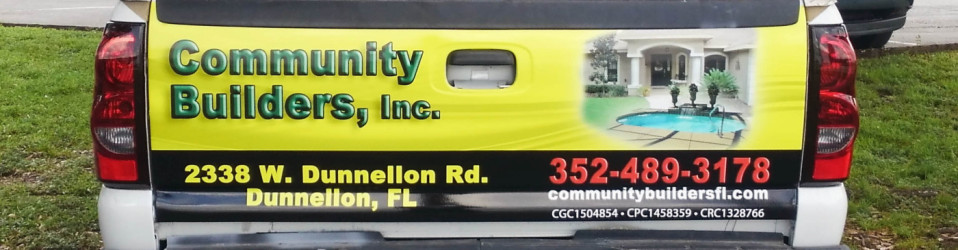 Community
Builders, Inc.
2338 W. Dunnellon Rd.
Dunnellon, FL
352-489-3178
communitybuildersfl.com
CGC1504854 • CPC1458359 • CRC1328766